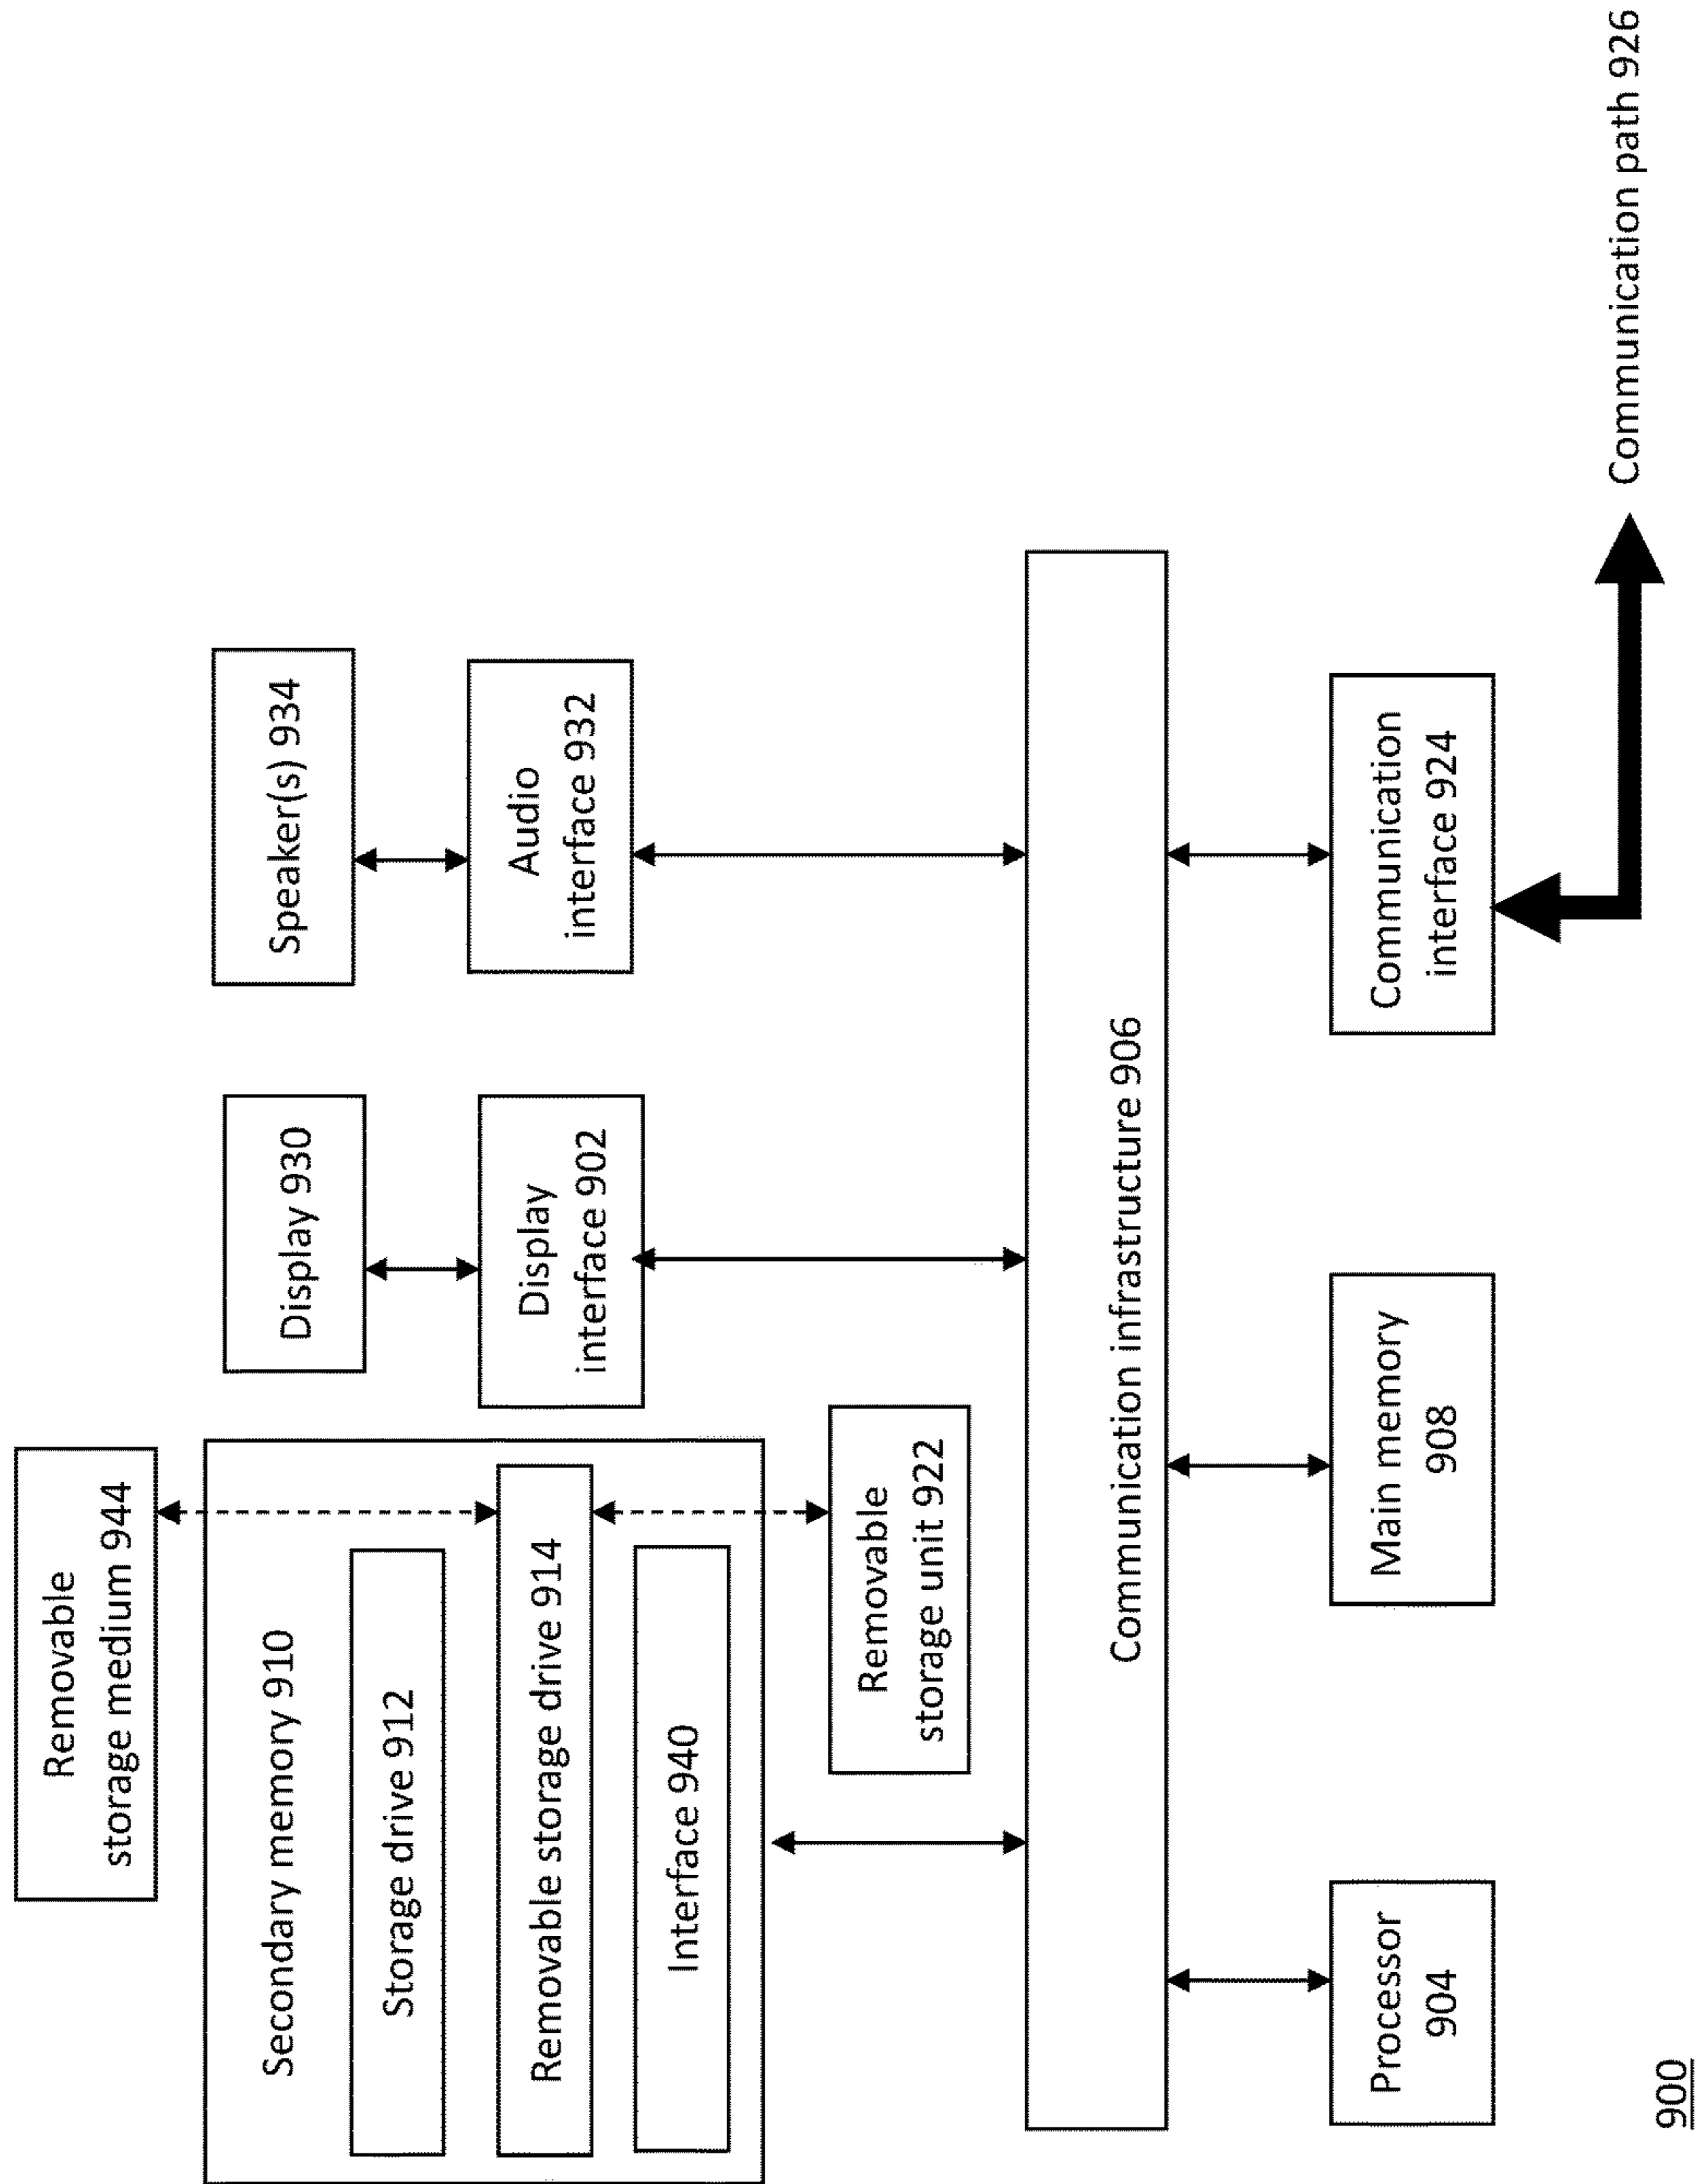 Removable
storage medium 944
Secondary memory 910
Storage drive 912
Removable storage drive 914
Interface 940
Removable
storage unit 922
Display 930
Display
interface 902
Speaker(s) 934
Audio
interface 932
Communication infrastructure 906
Processor
904
Main memory
908
Communication
interface 924
Communication path 926
900